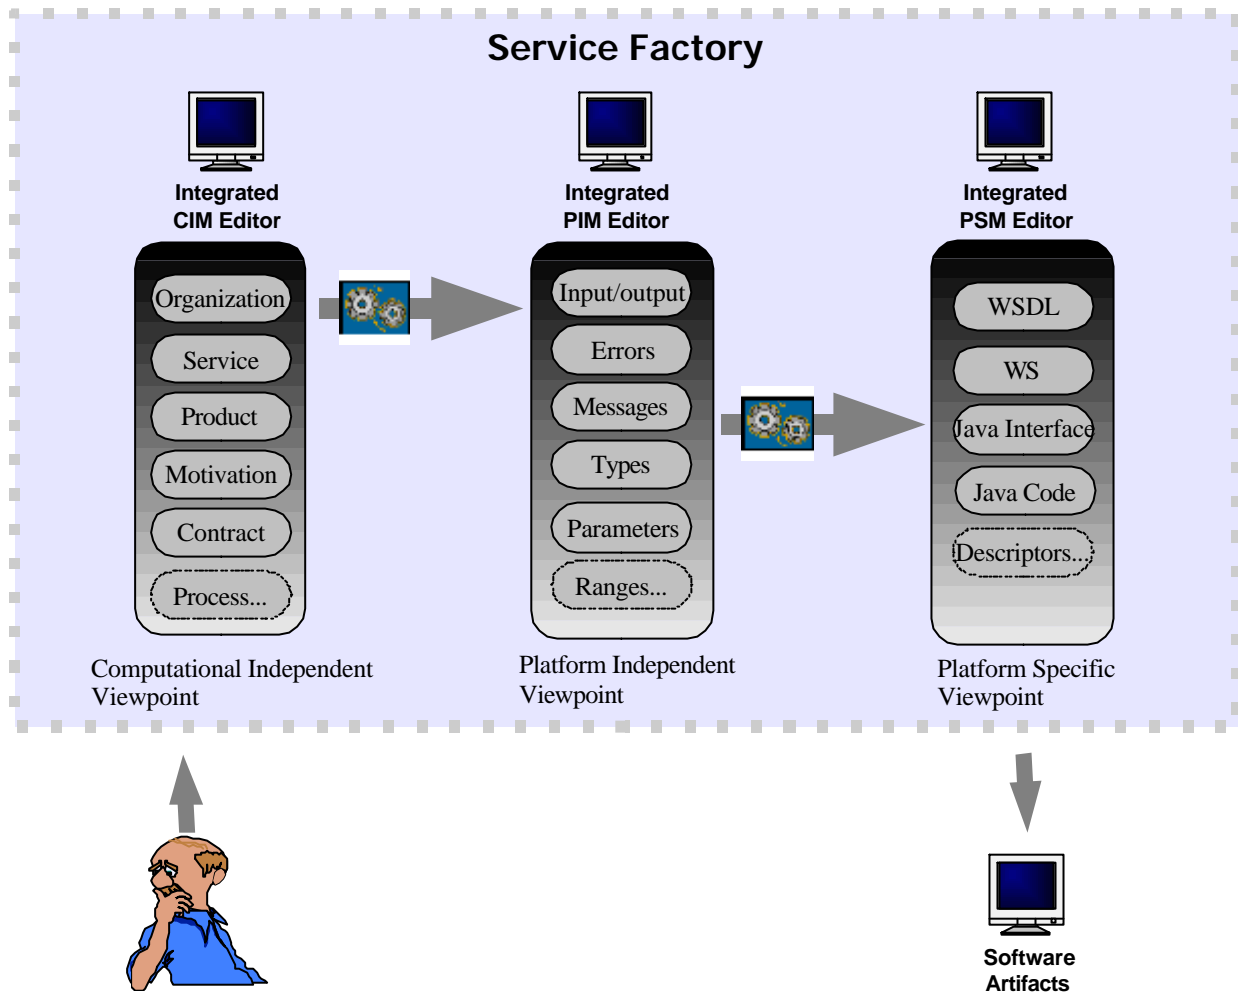 Service Factory
Integrated
CIM Editor
Organization
Service
Product
Motivation
Contract
Process...
Computational Independent
Viewpoint
Integrated
PIM Editor
Input/output
Errors
Messages
Types
Parameters
Ranges...
Platform Independent
Viewpoint
Integrated
PSM Editor
WSDL
WS
Java Interface
Java Code
Descriptors...
Platform Specific
Viewpoint
Software
Artifacts